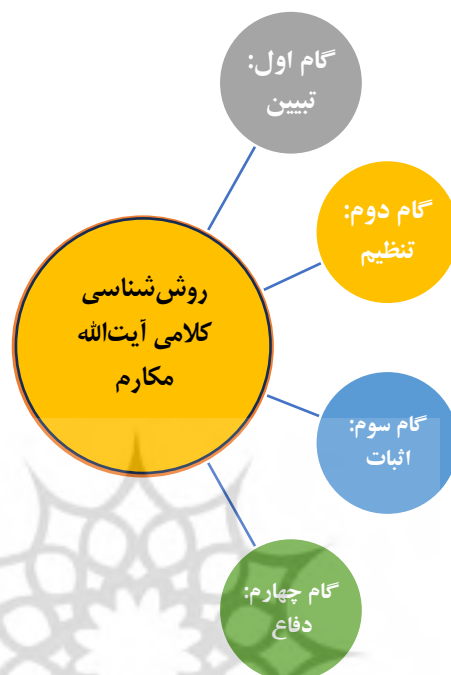 گام اول:
تبیین
گام دوم:
تنظیم
روش‌شناسی
کلامی آیت‌الله
مکارم
گام سوم:
اثبات
گام چهارم:
دفاع